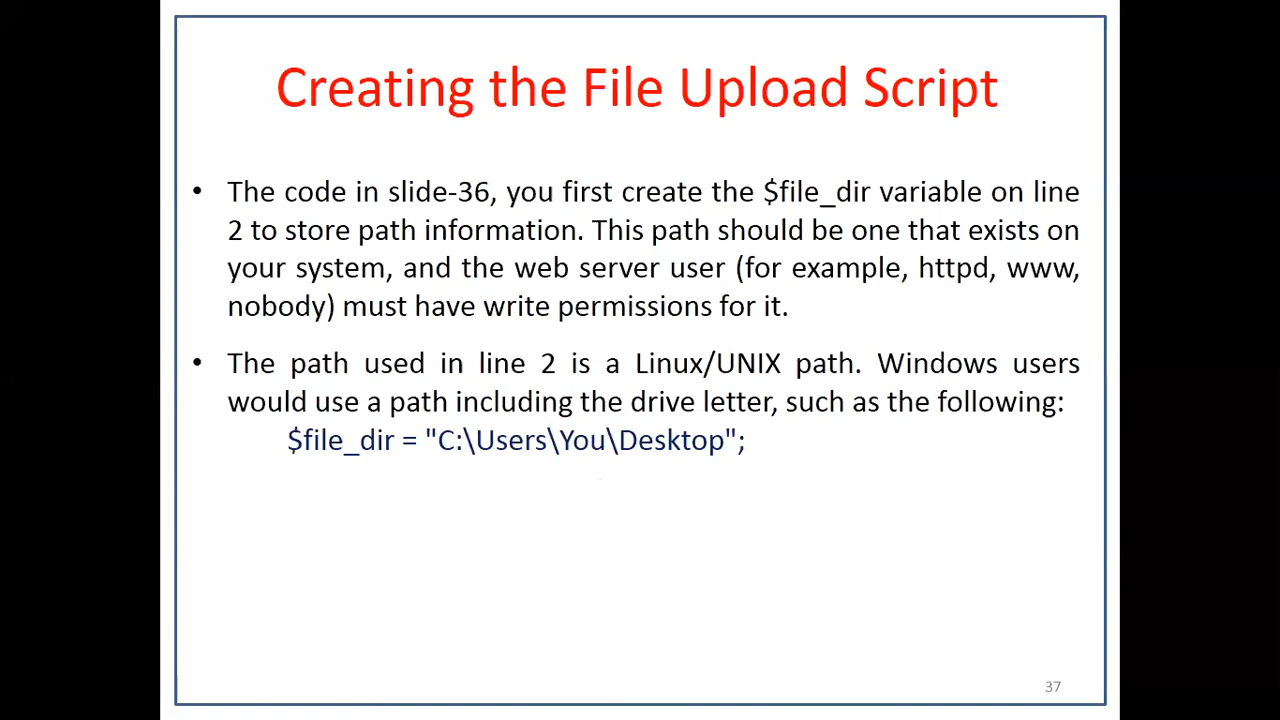 Creating the File Upload Script
• The code in slide-36, you first create the $file_dir variable on line
2 to store path information. This path should be one that exists on
your system, and the web server user (for example, httpd, www,
nobody) must have write permissions for it.
• The path used in line 2 is a Linux/UNIX path. Windows users
would use a path including the drive letter, such as the following:
$file_dir = "C:\Users\You\Desktop";
37